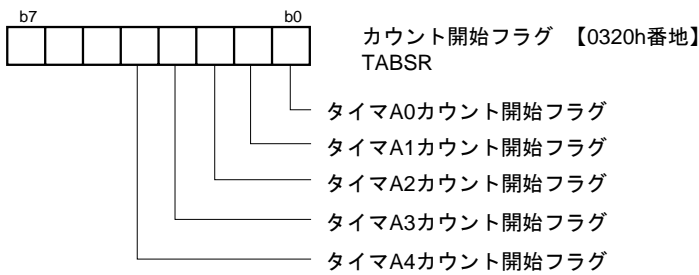 b7 b0
カウント開始フラグ 【0320h番地】
TABSR
タイマA0カウント開始フラグ
タイマA1カウント開始フラグ
タイマA2カウント開始フラグ
タイマA3カウント開始フラグ
タイマA4カウント開始フラグ